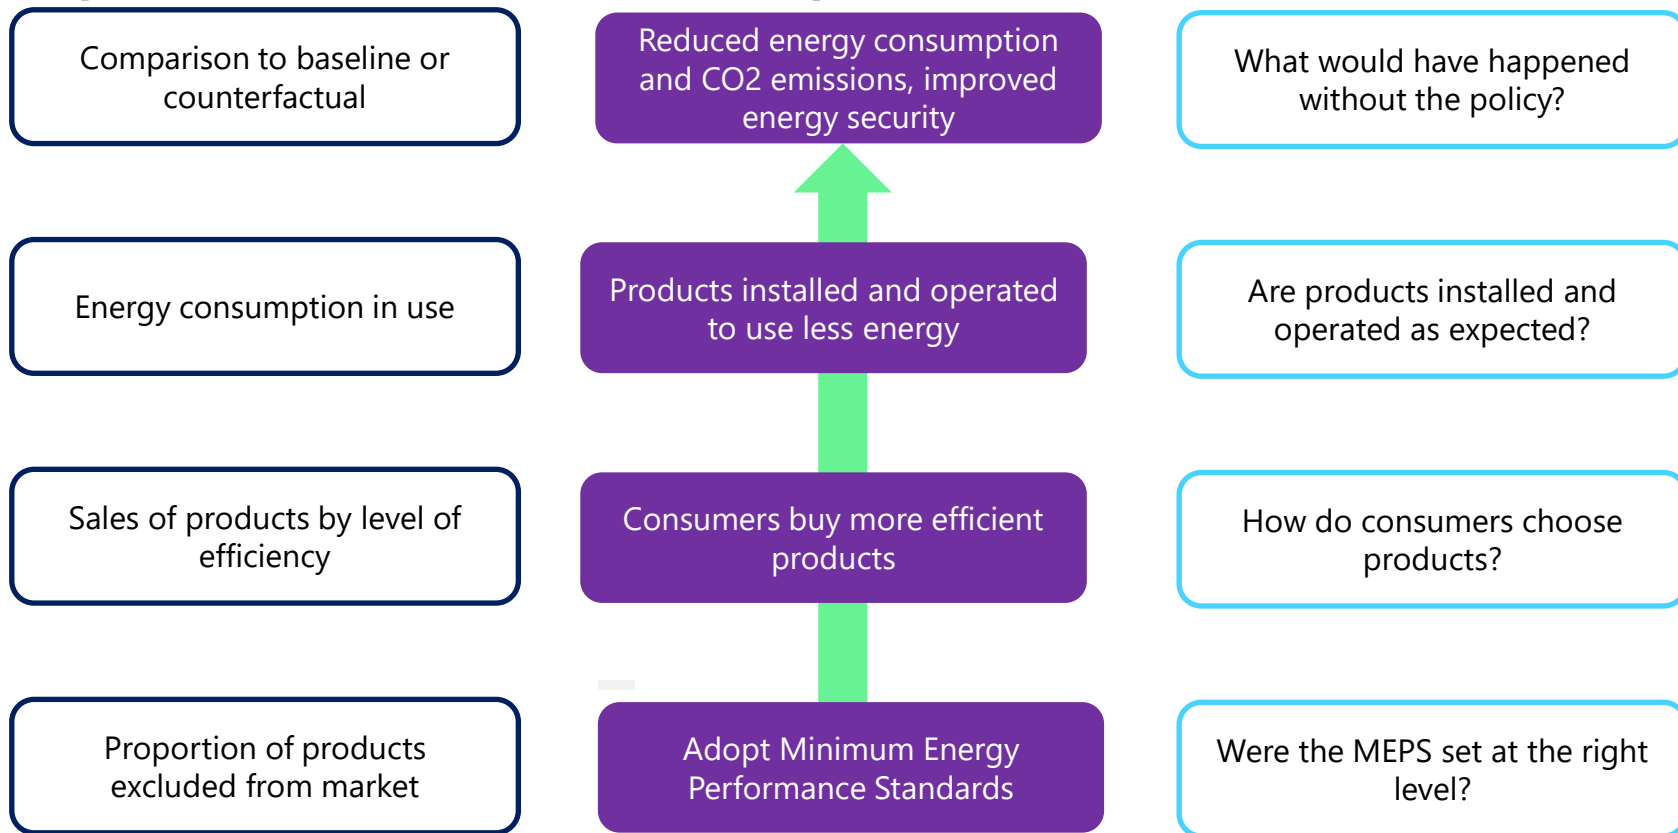 Comparison to baseline or
counterfactual
Reduced energy consumption
and CO2 emissions, improved
energy security
What would have happened
without the policy?
Energy consumption in use
Products installed and operated
to use less energy
Are products installed and
operated as expected?
Sales of products by level of
efficiency
Consumers buy more efficient
products
How do consumers choose
products?
Proportion of products
excluded from market
Adopt Minimum Energy
Performance Standards
Were the MEPS set at the right
level?